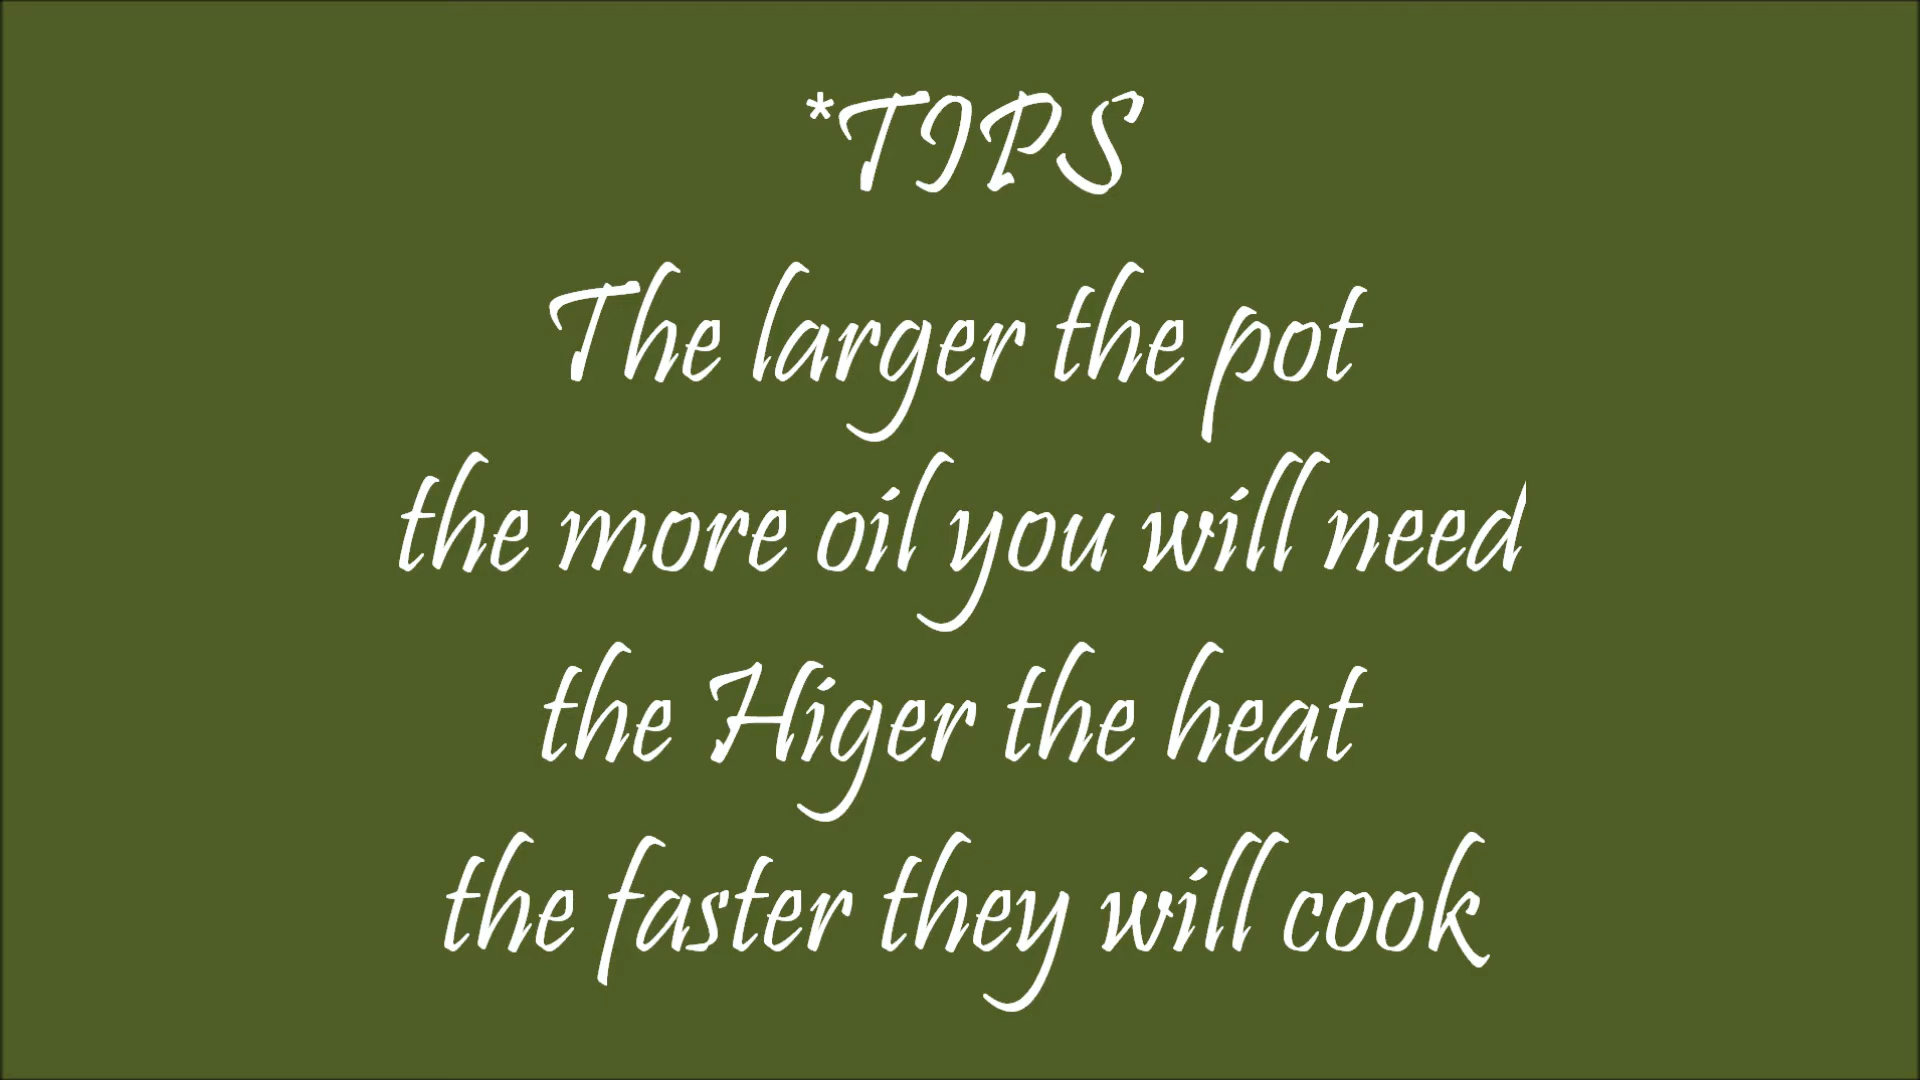 *TIPS
The larger the pot
the more oil you will need
the Higer the heat
the faster they will cook